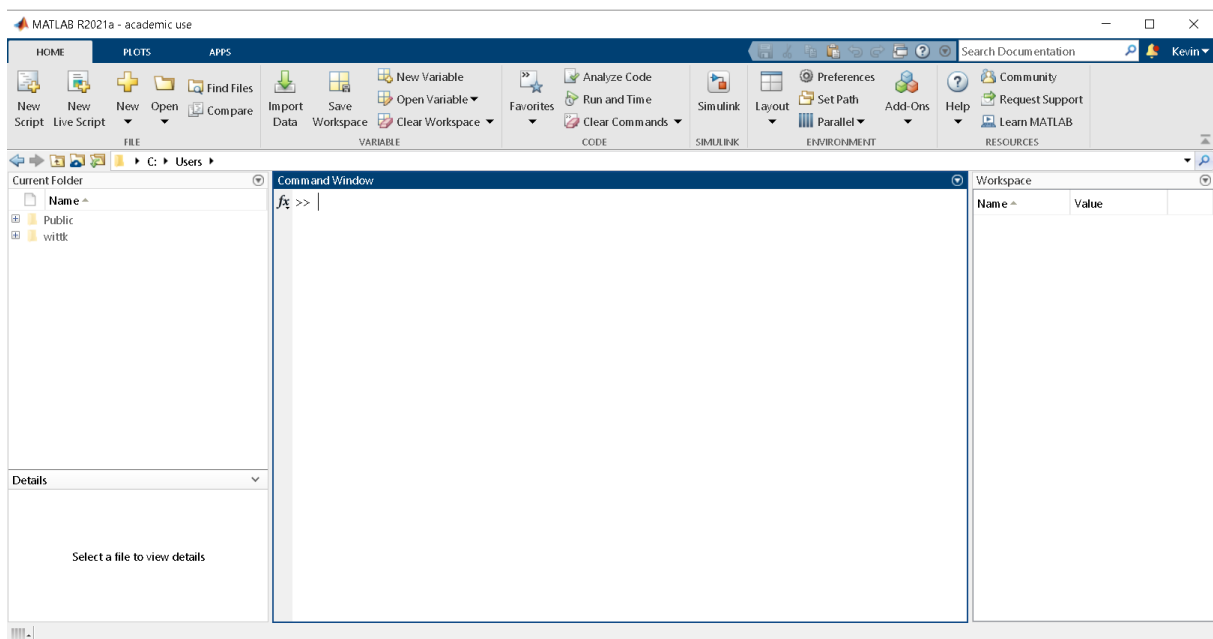 MATLAB R2021a - academic use
HOME PLOTS APPS
Search Documentation
Kevin
New Script
New Live Script
New
Open
Find Files
Compare
FILE
Import Data
Save Workspace
New Variable
Open Variable
Clear Workspace
VARIABLE
Favorites
Analyze Code
Run and Time
Clear Commands
CODE
Simulink
SIMULINK
Layout
Preferences
Set Path
Parallel
Add-Ons
ENVIRONMENT
? Help
Community
Request Support
Learn MATLAB
RESOURCES
C: Users
Current Folder
Name
Public
wittk
Details
Select a file to view details
Command Window
fx >>
Workspace
Name Value